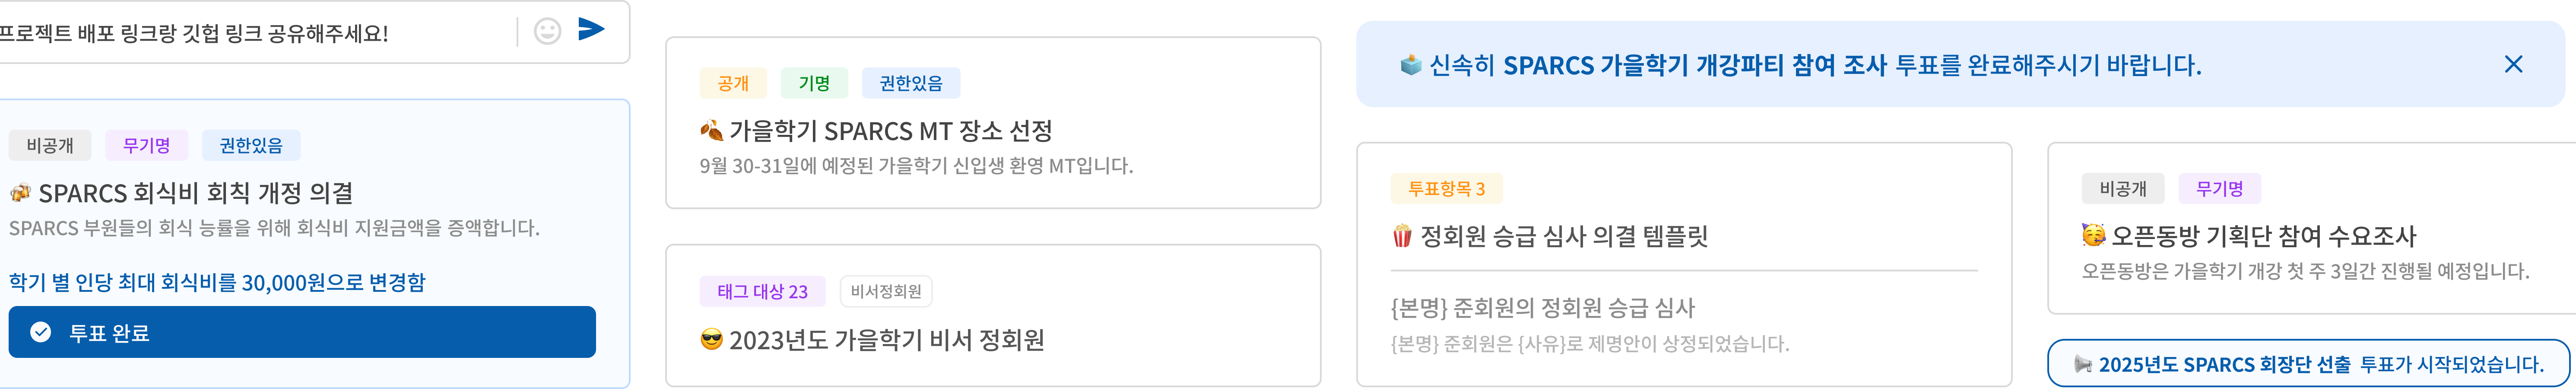 프로젝트 배포 링크랑 깃헙 링크 공유해주세요!
비공개
무기명
권한있음
SPARCS 회식비 회칙 개정 의결
SPARCS 부원들의 회식 능률을 위해 회식비 지원금액을 증액합니다.
학기 별 인당 최대 회식비를 30,000원으로 변경함
투표 완료
공개
기명
권한있음
가을학기 SPARCS MT 장소 선정
9월 30-31일에 예정된 가을학기 신입생 환영 MT입니다.
태그 대상 23
비서정회원
😎 2023년도 가을학기 비서 정회원
신속히 SPARCS 가을학기 개강파티 참여 조사 투표를 완료해주시기 바랍니다.
투표항목 3
🍿 정회원 승급 심사 의결 템플릿
{본명} 준회원의 정회원 승급 심사
{본명} 준회원은 {사유}로 제명안이 상정되었습니다.
비공개
무기명
🥳 오픈동방 기획단 참여 수요조사
오픈동방은 가을학기 개강 첫 주 3일간 진행될 예정입니다.
2025년도 SPARCS 회장단 선출 투표가 시작되었습니다.